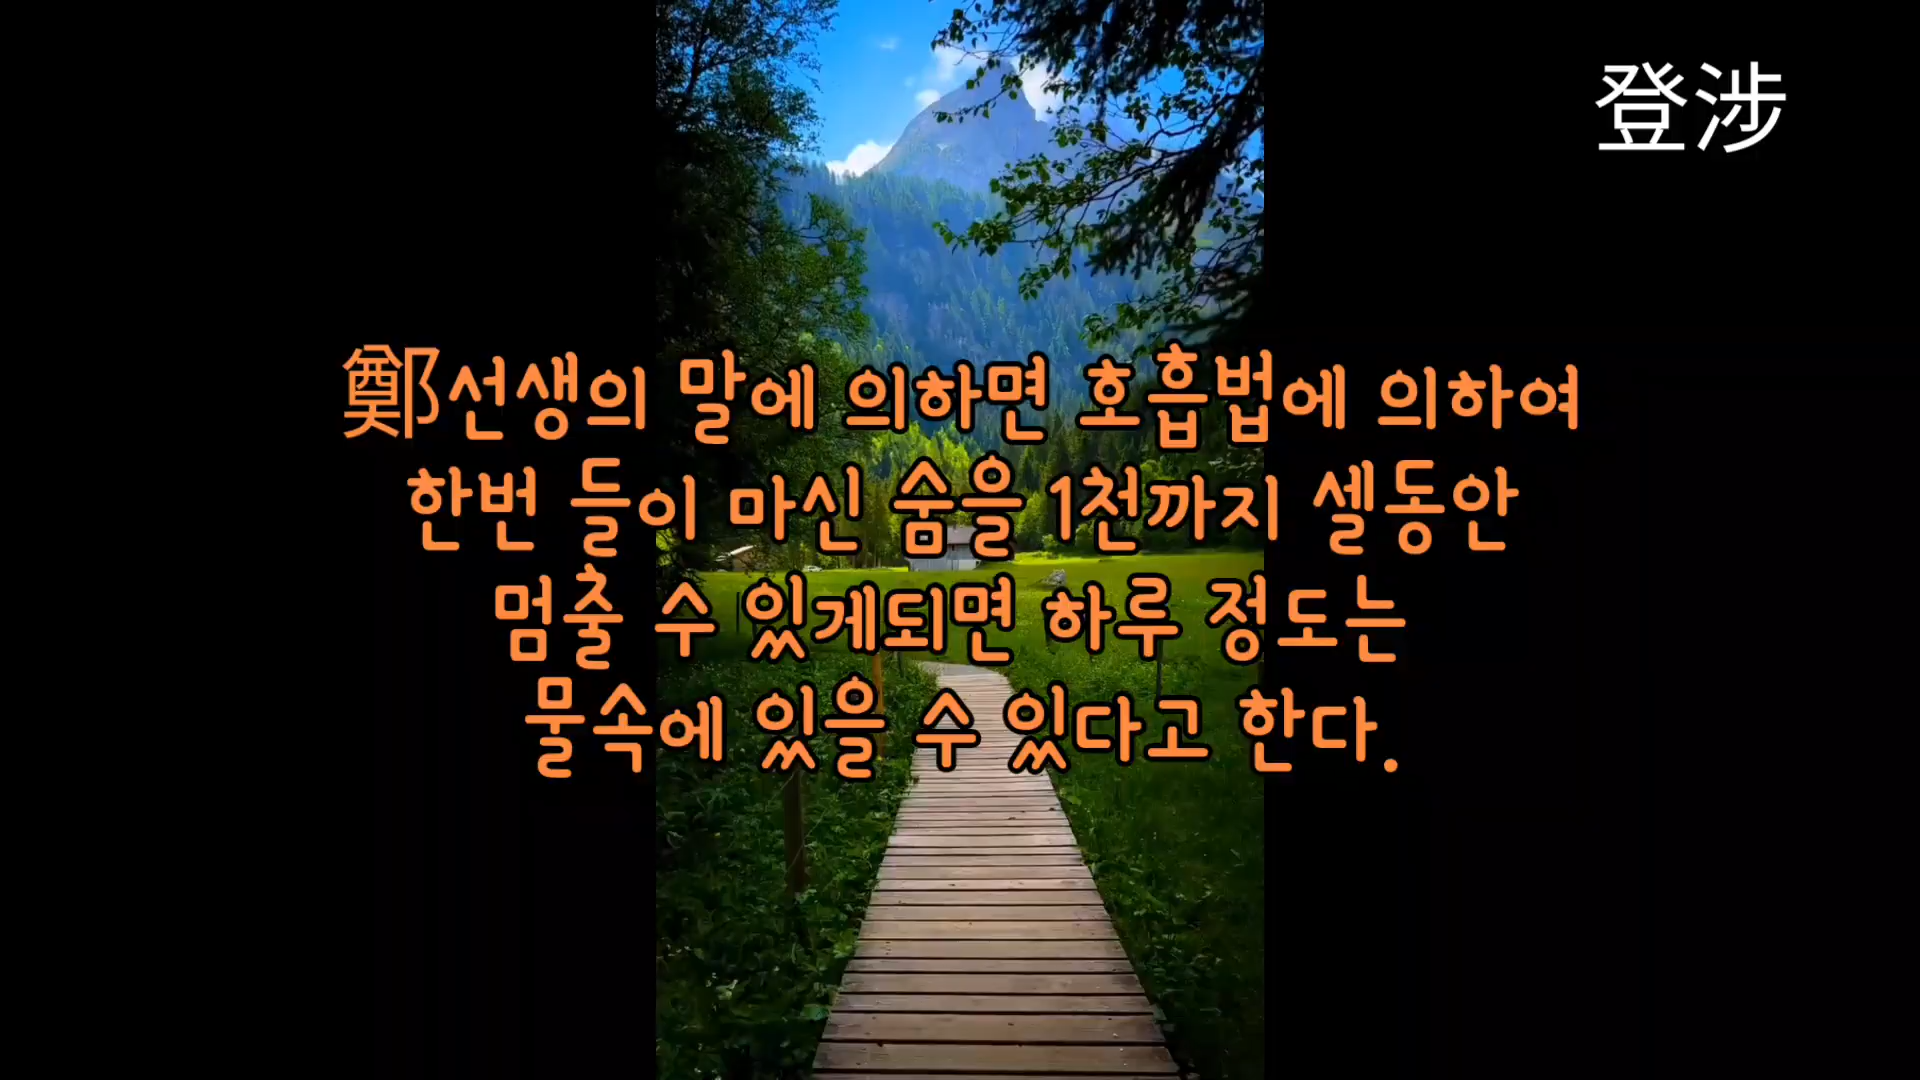 登涉
鄭선생의 말에 의하면 호흡법에 의하여
한번 들이 마신 숨을 1천까지 셀동안
멈출 수 있게되면 하루 정도는
물속에 있을 수 있다고 한다.